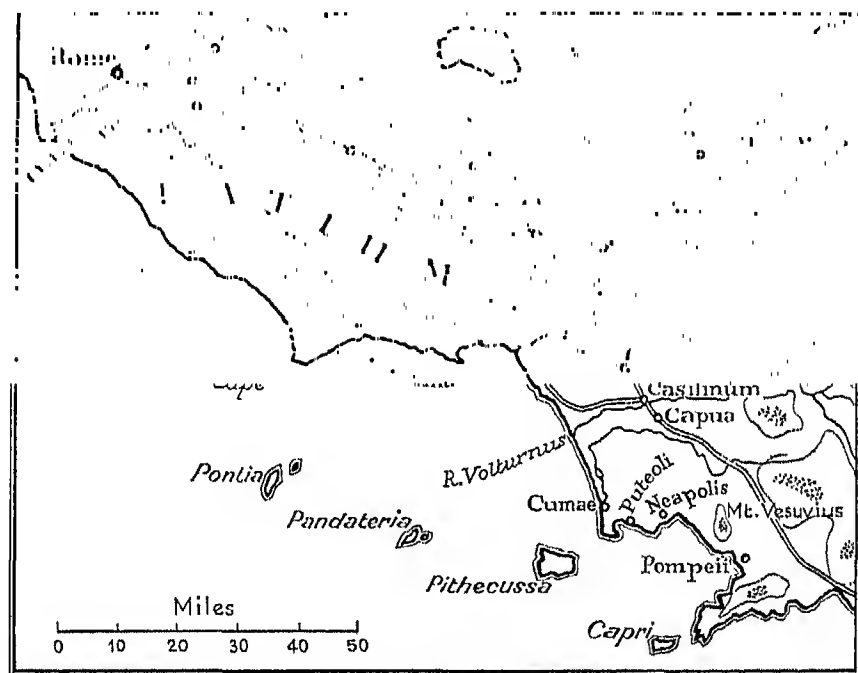 Rome
Cape
Casilinum
Capua
Pontia
R. Volturnus
Puteoli
Neapolis
Cumae
Pandateria
Mt. Vesuvius
Pithecussa
Pompeii
Miles
Capri
0 10 20 30 40 50